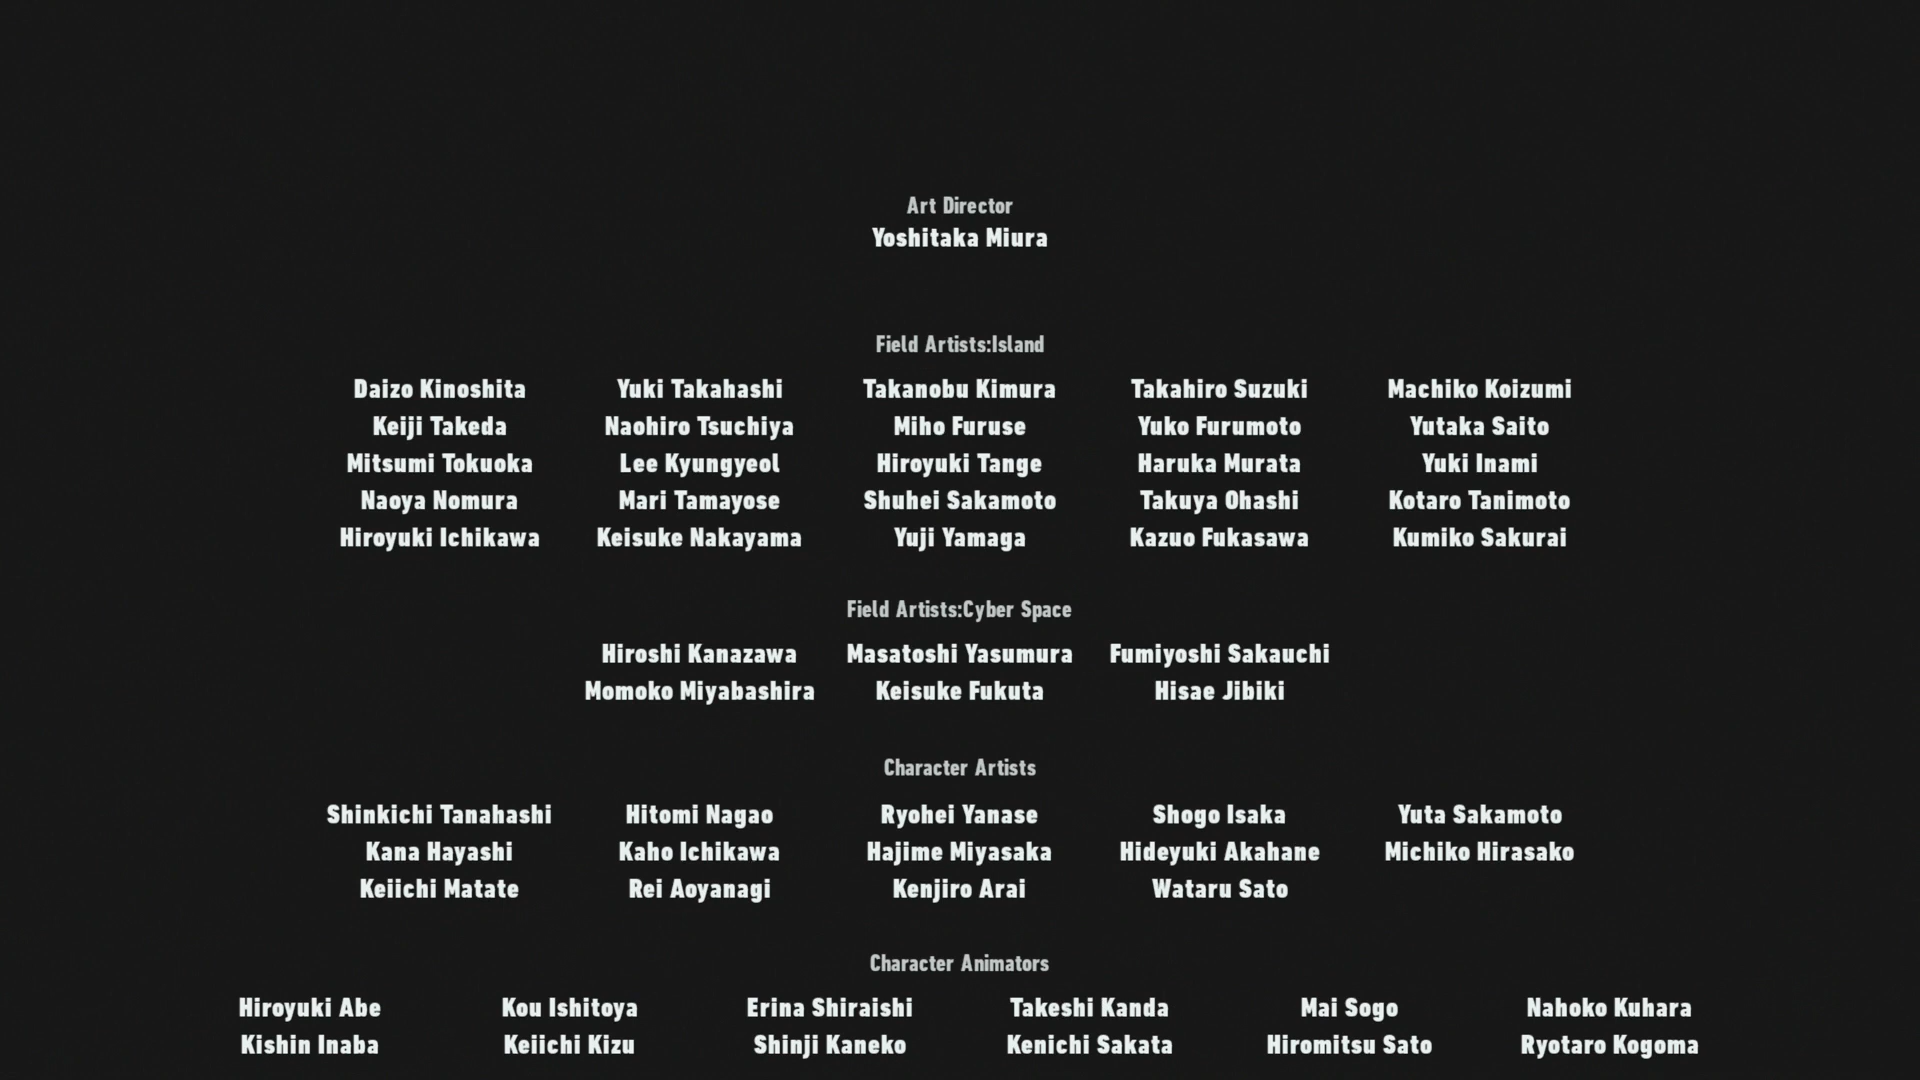 Art Director
Yoshitaka Miura
Field Artists:Island
Daizo Kinoshita Yuki Takahashi Takanobu Kimura Takahiro Suzuki Machiko Koizumi
Keiji Takeda Naohiro Tsuchiya Miho Furuse Yuko Furumoto Yutaka Saito
Mitsumi Tokuoka Lee Kyungyeol Hiroyuki Tange Haruka Murata Yuki Inami
Naoya Nomura Mari Tamayose Shuhei Sakamoto Takuya Ohashi Kotaro Tanimoto
Hiroyuki Ichikawa Keisuke Nakayama Yuji Yamaga Kazuo Fukasawa Kumiko Sakurai
Field Artists:Cyber Space
Hiroshi Kanazawa Masatoshi Yasumura Fumiyoshi Sakauchi
Momoko Miyabashira Keisuke Fukuta Hisae Jibiki
Character Artists
Shinkichi Tanahashi Hitomi Nagao Ryohei Yanase Shogo Isaka Yuta Sakamoto
Kana Hayashi Kaho Ichikawa Hajime Miyasaka Hideyuki Akahane Michiko Hirasako
Keiichi Matate Rei Aoyanagi Kenjiro Arai Wataru Sato
Character Animators
Hiroyuki Abe Kou Ishitoya Erina Shiraishi Takeshi Kanda Mai Sogo Nahoko Kuhara
Kishin Inaba Keiichi Kizu Shinji Kaneko Kenichi Sakata Hiromitsu Sato Ryotaro Kogoma